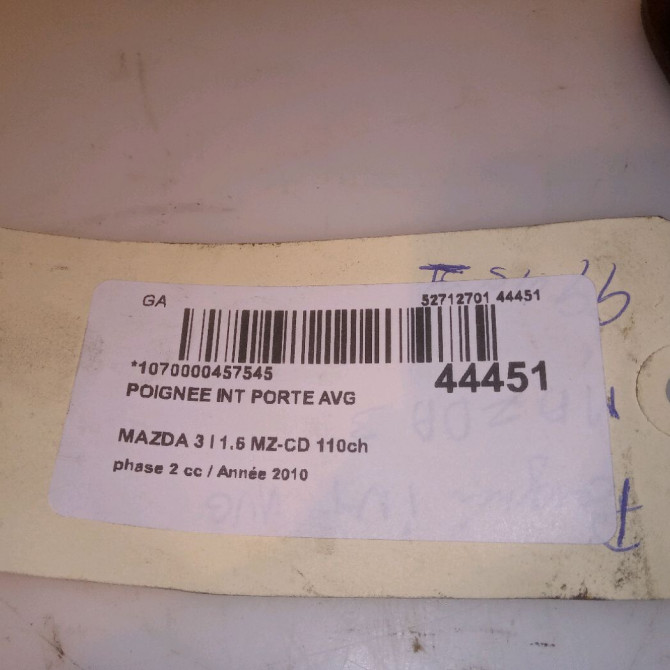 GA
52712701 44451
*1070000457545
44451
POIGNEE INT PORTE AVG
MAZDA 3 I 1.6 MZ-CD 110ch
phase 2 cc / Année 2010